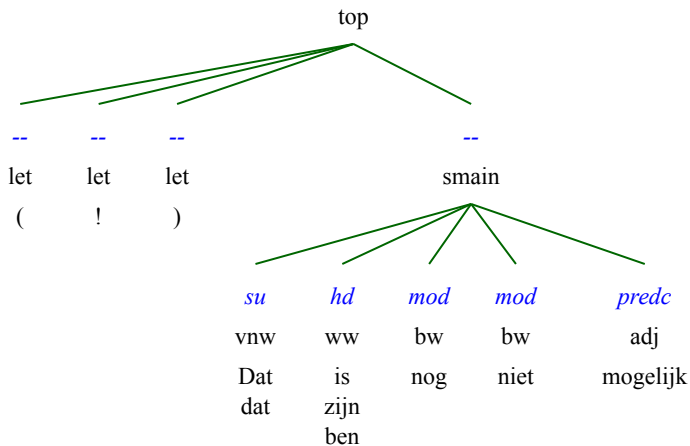 top
-- -- -- --
let let let smain
( ! )
su hd mod mod predc
vnw ww bw bw adj
Dat is nog niet mogelijk
dat zijn
ben